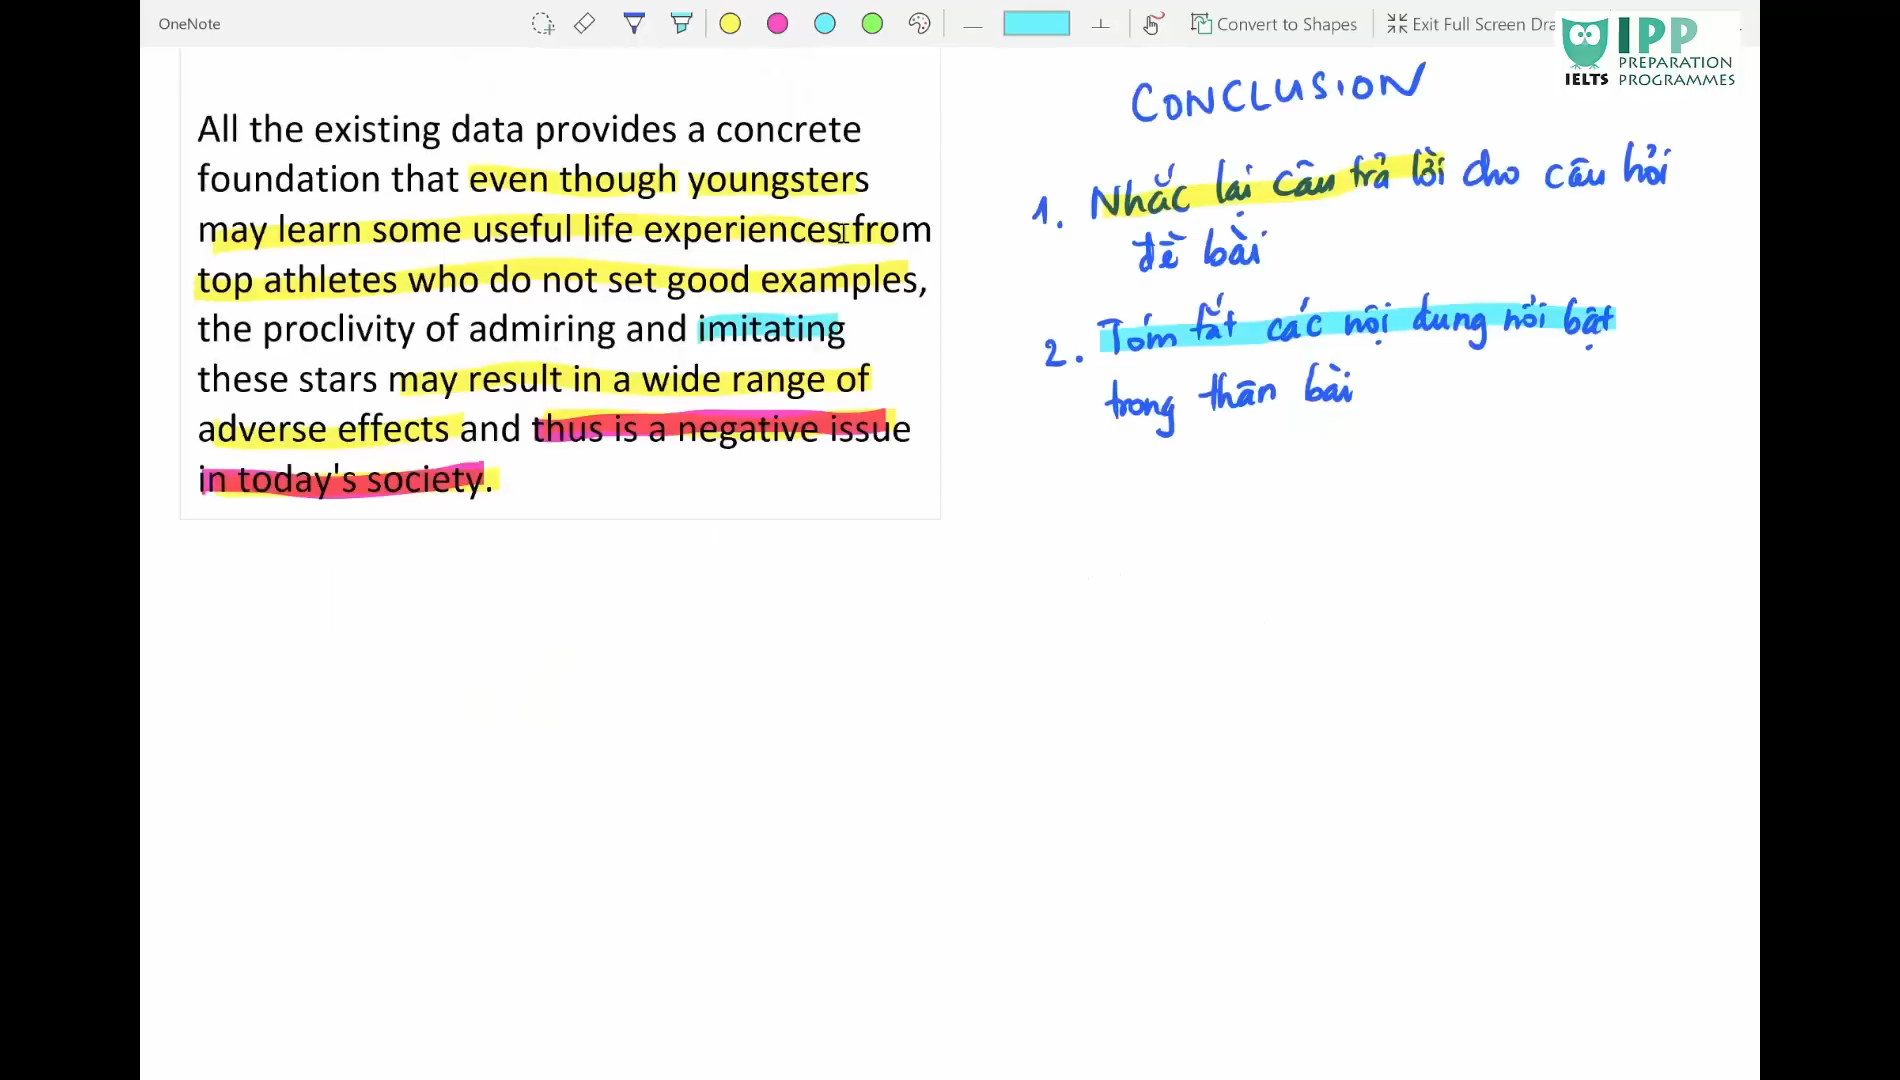 OneNote
Convert to Shapes
Exit Full Screen Dra
IPP
PREPARATION
IELTS PROGRAMMES
All the existing data provides a concrete
foundation that even though youngsters
may learn some useful life experiences from
top athletes who do not set good examples,
the proclivity of admiring and imitating
these stars may result in a wide range of
adverse effects and thus is a negative issue
in today's society.
CONCLUSION
1. Nhắc lại câu trả lời cho câu hỏi
đề bài
2. Tóm tắt các nội dung nổi bật
trong thân bài